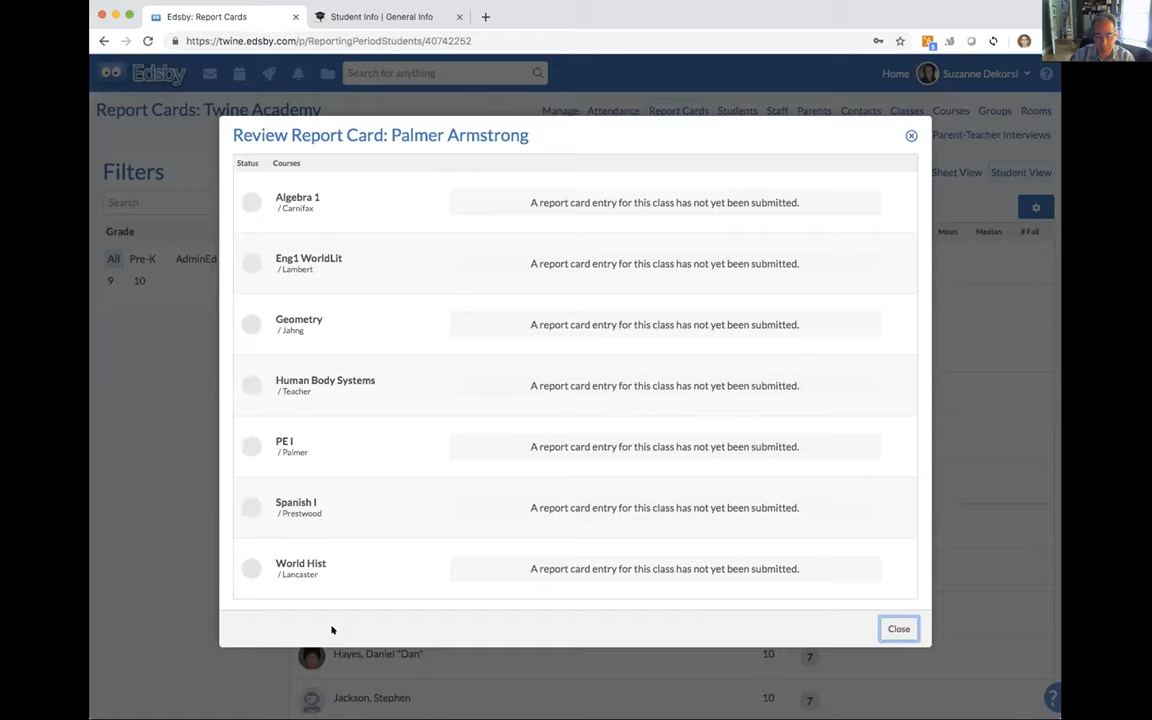 Edsby: Report Cards
Student Info | General Info
https://twine.edsby.com/p/ReportingPeriodStudents/40742252
Edsby
Search for anything
Home
Suzanne Dekorsi
Report Cards: Twine Academy
Manage Attendance Report Cards Students Staff Parents Contacts Classes Courses Groups Rooms
Parent-Teacher Interviews
Review Report Card: Palmer Armstrong
Filters
Sheet View Student View
Search
Status Courses
Grade
Mean Median # Fail
All Pre-K AdminEd
9 10
Algebra 1
/ Carnifax
A report card entry for this class has not yet been submitted.
Eng1 WorldLit
/ Lambert
A report card entry for this class has not yet been submitted.
Geometry
/ Jahng
A report card entry for this class has not yet been submitted.
Human Body Systems
/ Teacher
A report card entry for this class has not yet been submitted.
PE I
/ Palmer
A report card entry for this class has not yet been submitted.
Spanish I
/ Prestwood
A report card entry for this class has not yet been submitted.
World Hist
/ Lancaster
A report card entry for this class has not yet been submitted.
Close
Hayes, Daniel "Dan" 10 7
Jackson, Stephen 10 7